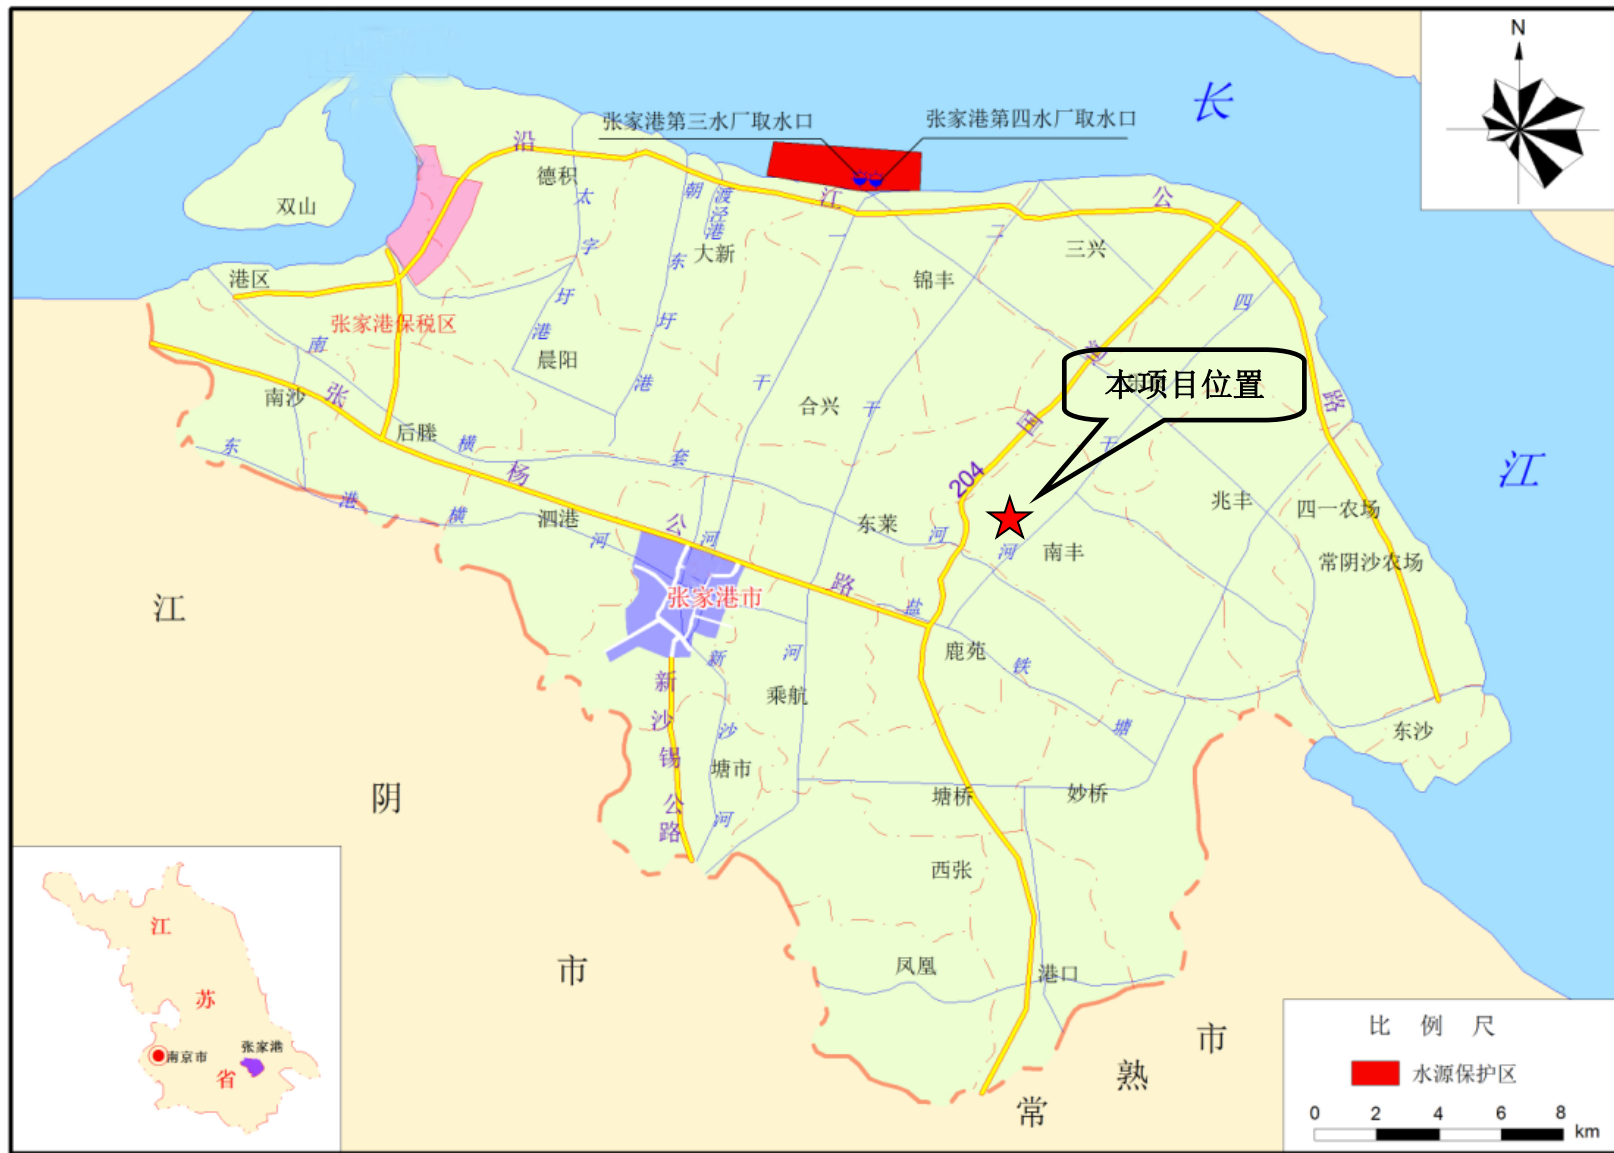 N
长
张家港第三水厂取水口
张家港第四水厂取水口
沿
江
公
路
德积
双山
太
字
圩
港
朝
东
圩
港
渡
泾
港
大新
一
干
河
二
干
河
三兴
锦丰
四
干
河
港区
张家港保税区
南
横
套
河
晨阳
国
道
204
本项目位置
合兴
南沙
张
杨
公
路
后塍
东
港
横
河
泗港
东莱
南丰
兆丰
四一农场
常阴沙农场
江
张家港市
盐
铁
塘
鹿苑
新
沙
河
乘航
新
沙
锡
公
路
塘市
东沙
塘桥
妙桥
西张
凤凰
港口
江
阴
市
常
熟
市
江
苏
省
南京市
张家港
比 例 尺
水源保护区
0 2 4 6 8
km